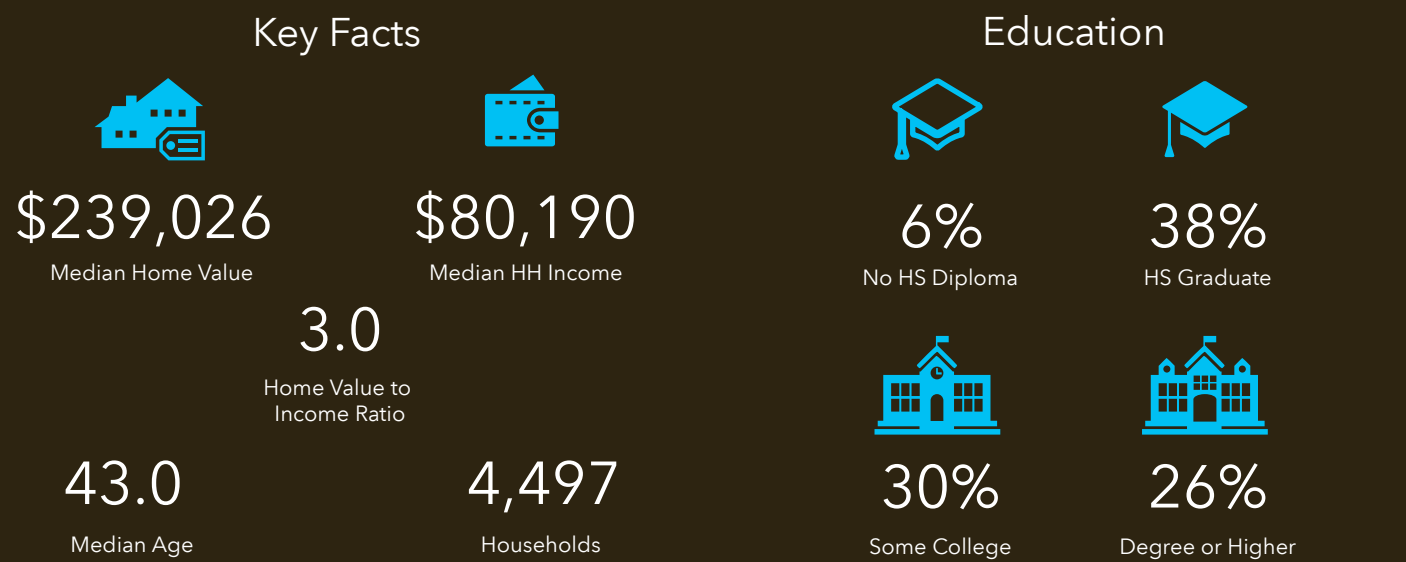 Key Facts
$239,026
Median Home Value
$80,190
Median HH Income
3.0
Home Value to
Income Ratio
43.0
Median Age
4,497
Households
Education
6%
No HS Diploma
38%
HS Graduate
30%
Some College
26%
Degree or Higher